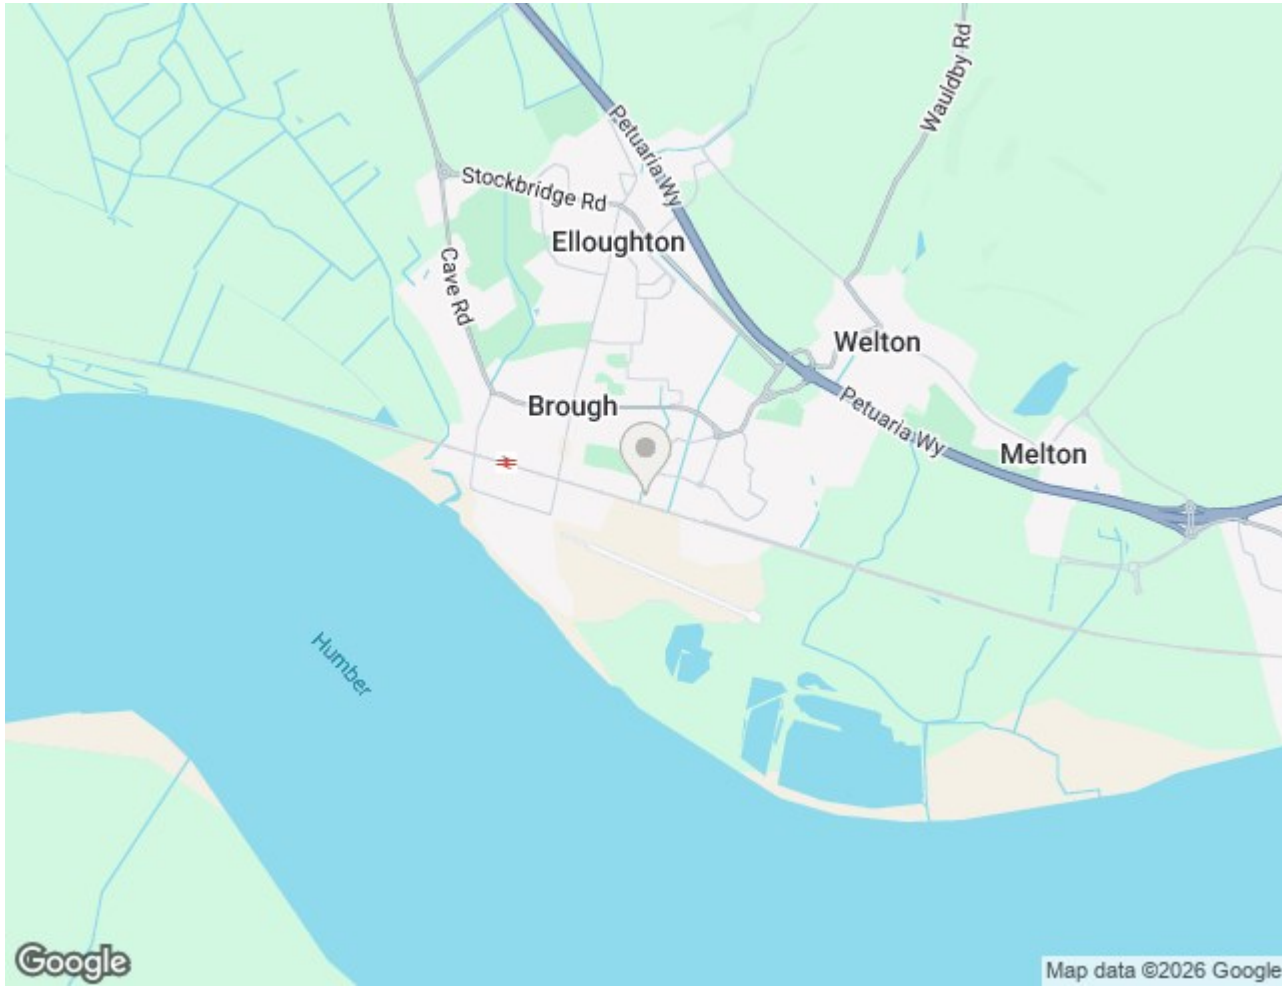 Wauldby Rd
Petuaria Wy
Stockbridge Rd
Elloughton
Cave Rd
Welton
Brough
Petuaria Wy
Melton
Humber
Google
Map data ©2026 Google